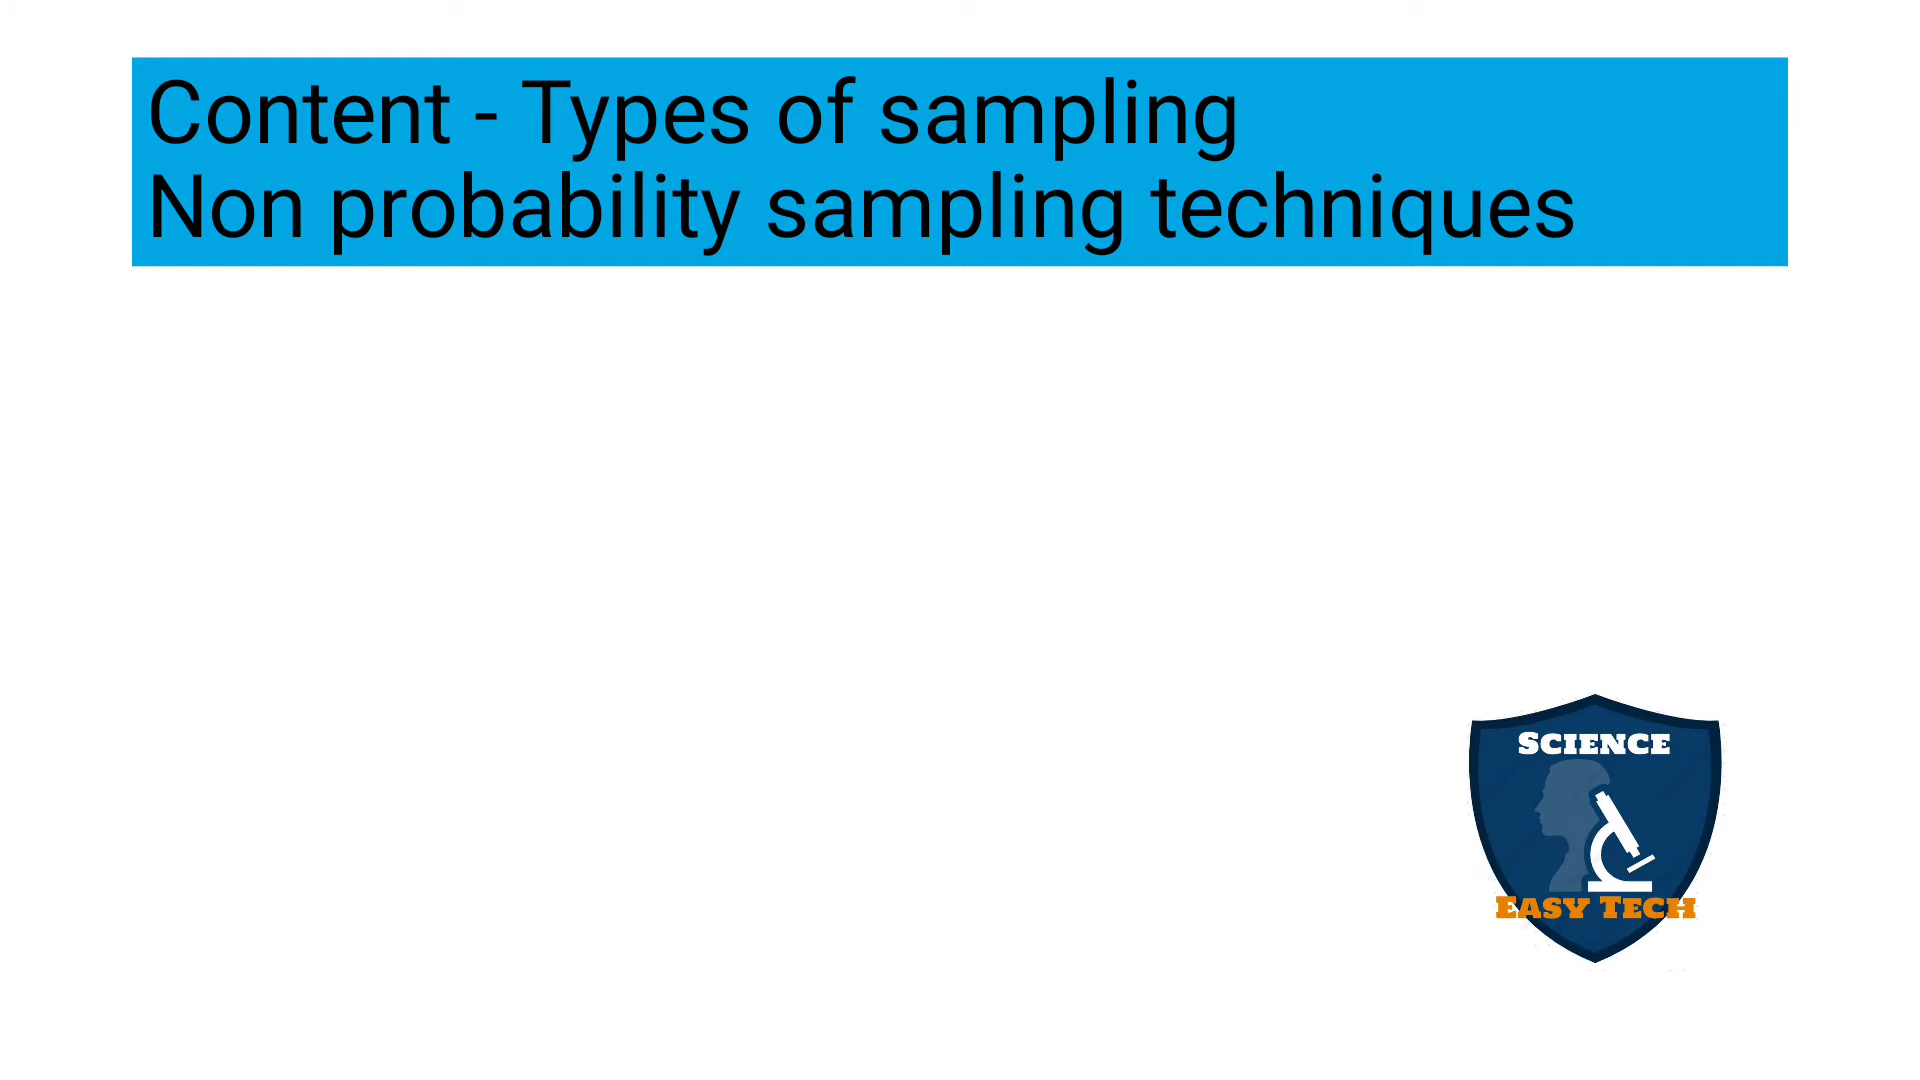 Content - Types of sampling
Non probability sampling techniques
SCIENCE
EASY TECH